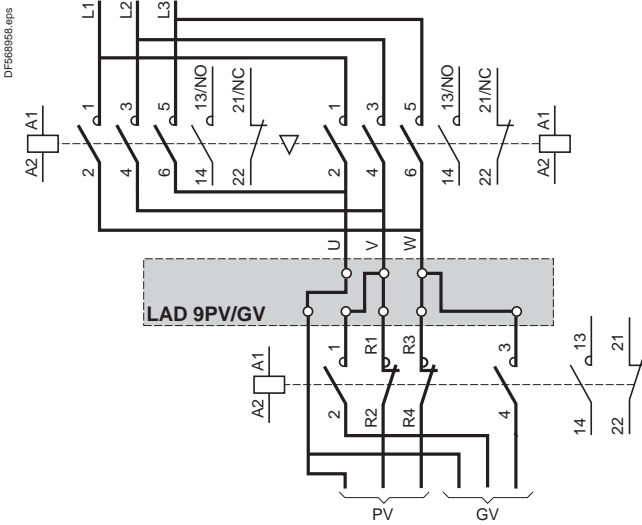 DF568958.eps
L1 L2 L3
A1 1 3 5 13/NO 21/NC 1 3 5 13/NO 21/NC A1
A2 2 4 6 14 22 2 4 6 14 22 A2
U V W
LAD 9PV/GV
A1 1 R1 R3 3 13 21
A2 2 R2 R4 4 14 22
PV GV